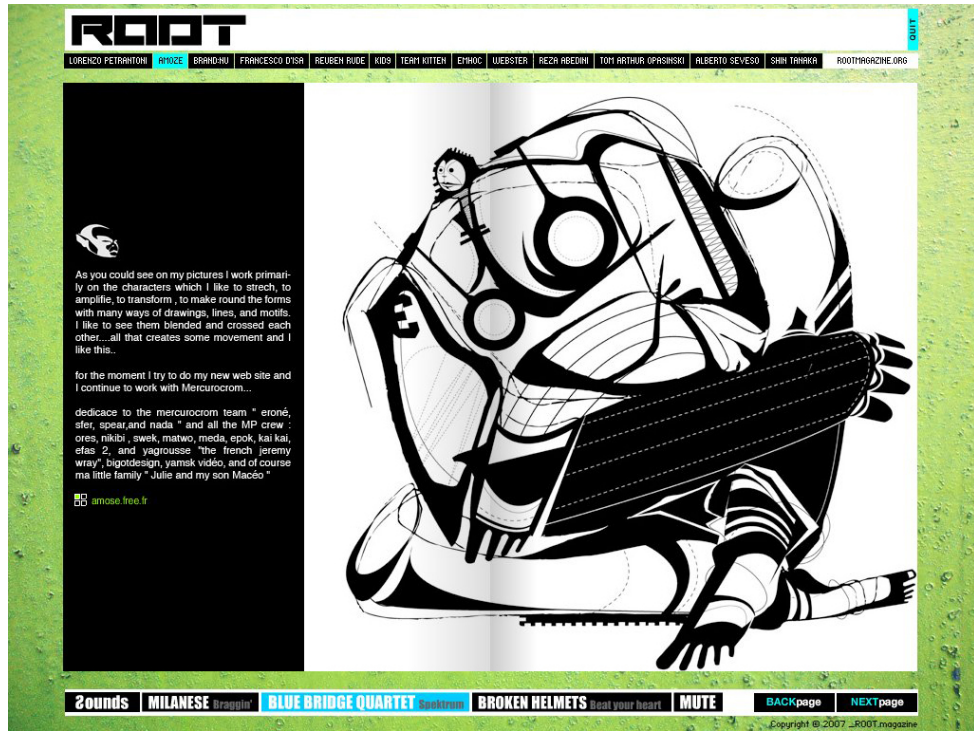 ROOT
QUIT
LORENZO PETRANTONI AMOZE BRAND:NU FRANCESCO D'ISA REUBEN RUDE KID9 TEAM KITTEN EMHOC WEBSTER REZA ABEDINI TOM ARTHUR OPASINSKI ALBERTO SEVESO SHIN TANAKA ROOTMAGAZINE.ORG
As you could see on my pictures I work primari-
ly on the characters which I like to strech, to
amplifie, to transform , to make round the forms
with many ways of drawings, lines, and motifs.
I like to see them blended and crossed each
other....all that creates some movement and I
like this..
for the moment I try to do my new web site and
I continue to work with Mercurocrom...
dedicace to the mercurocrom team " eroné,
sfer, spear,and nada " and all the MP crew :
ores, nikibi , swek, matwo, meda, epok, kai kai,
efas 2, and yagrousse "the french jeremy
wray", bigotdesign, yamsk vidéo, and of course
ma little family " Julie and my son Macéo "
amose.free.fr
Sounds MILANESE Braggin' BLUE BRIDGE QUARTET Spektrum BROKEN HELMETS Beat your heart MUTE BACKpage NEXTpage
Copyright © 2007 _ROOT.magazine